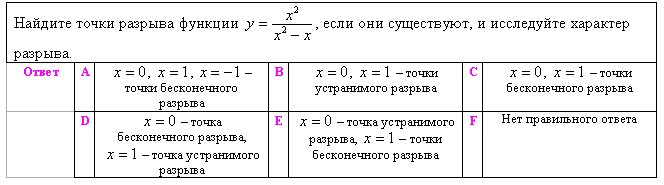 Найдите точки разрыва функции y = x²/(x² − x), если они существуют, и исследуйте характер
разрыва.
Ответ A x = 0, x = 1, x = −1 – точки бесконечного разрыва
B x = 0, x = 1 – точки устранимого разрыва
C x = 0, x = 1 – точки бесконечного разрыва
D x = 0 – точка бесконечного разрыва, x = 1 – точка устранимого разрыва
E x = 0 – точка устранимого разрыва, x = 1 – точки бесконечного разрыва
F Нет правильного ответа